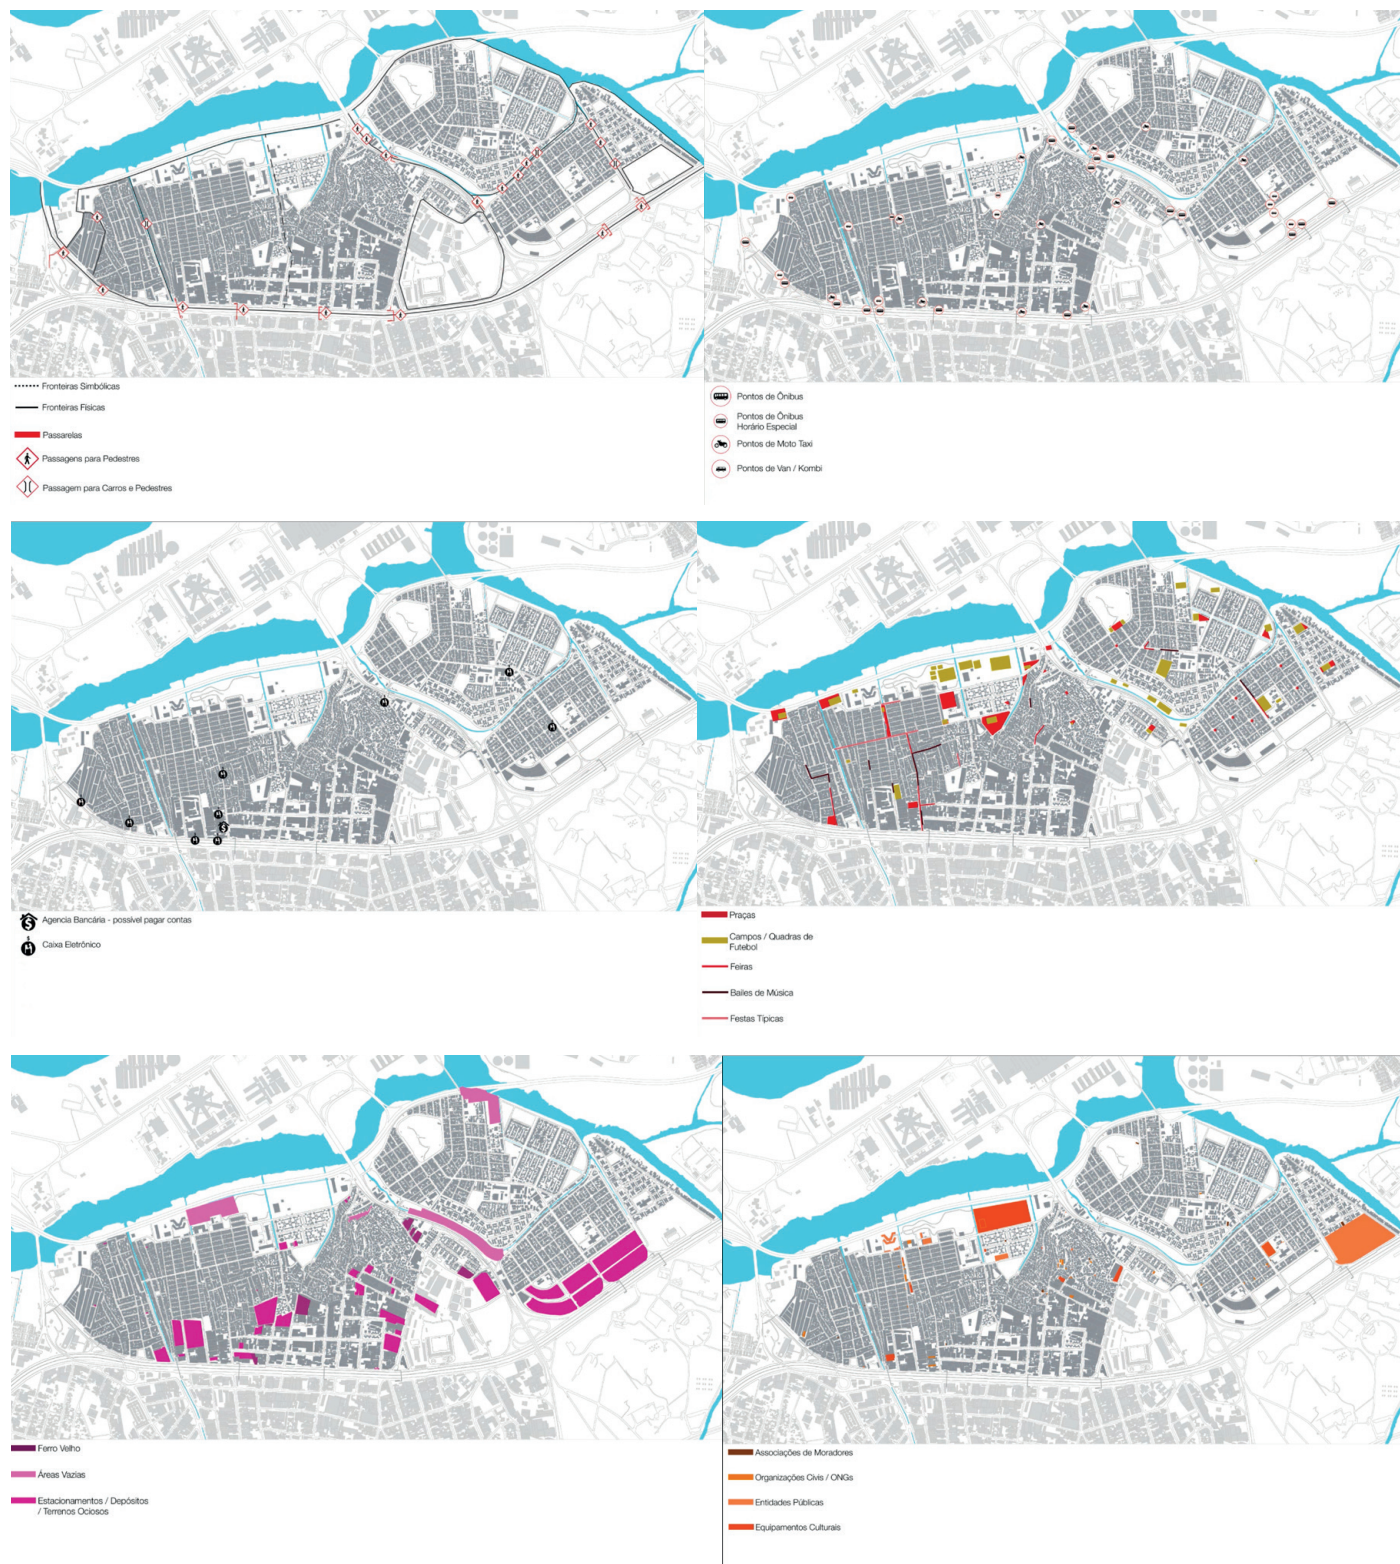 Fronteiras Simbólicas
Fronteiras Físicas
Passarelas
Passagens para Pedestres
Passagem para Carros e Pedestres
Pontos de Ônibus
Pontos de Ônibus
Horário Especial
Pontos de Moto Taxi
Pontos de Van / Kombi
Agencia Bancária - possível pagar contas
Caixa Eletrônico
Praças
Campos / Quadras de
Futebol
Feiras
Bailes de Música
Festas Típicas
Ferro Velho
Áreas Vazias
Estacionamentos / Depósitos
/ Terrenos Ociosos
Associações de Moradores
Organizações Civis / ONGs
Entidades Públicas
Equipamentos Culturais